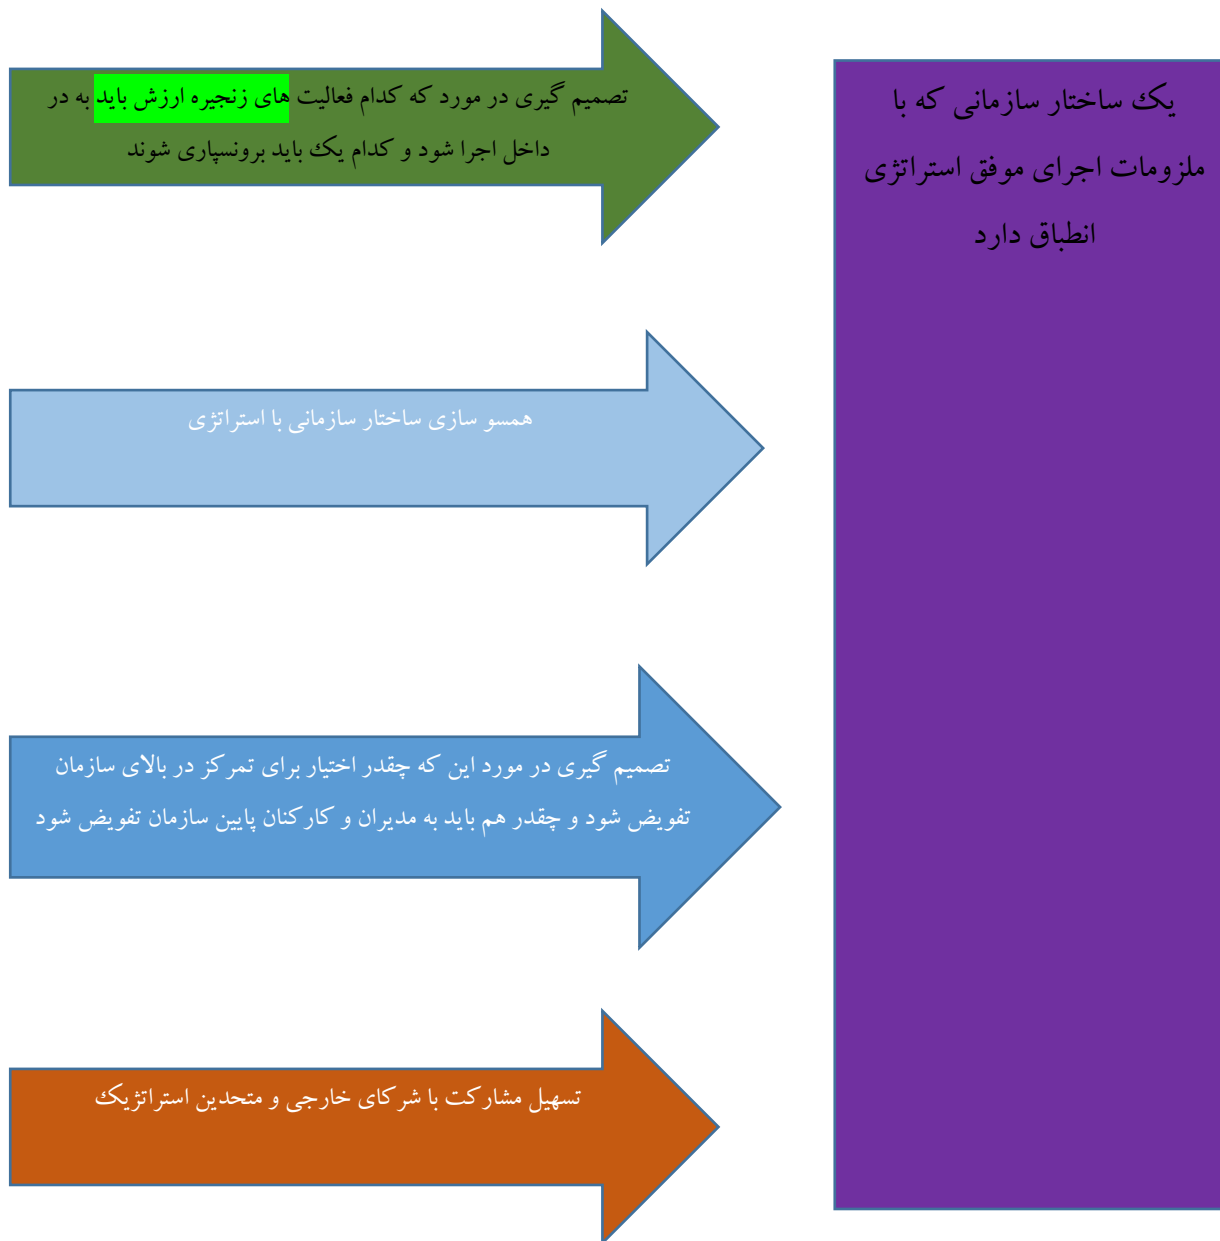 تصمیم گیری در مورد که کدام فعالیت های زنجیره ارزش باید به در
داخل اجرا شود و کدام یک باید برونسپاری شوند
همسو سازی ساختار سازمانی با استراتژی
تصمیم گیری در مورد این که چقدر اختیار برای تمرکز در بالای سازمان
تفویض شود و چقدر هم باید به مدیران و کارکنان پایین سازمان تفویض شود
تسهیل مشارکت با شرکای خارجی و متحدین استراتژیک
یک ساختار سازمانی که با
ملزومات اجرای موفق استراتژی
انطباق دارد